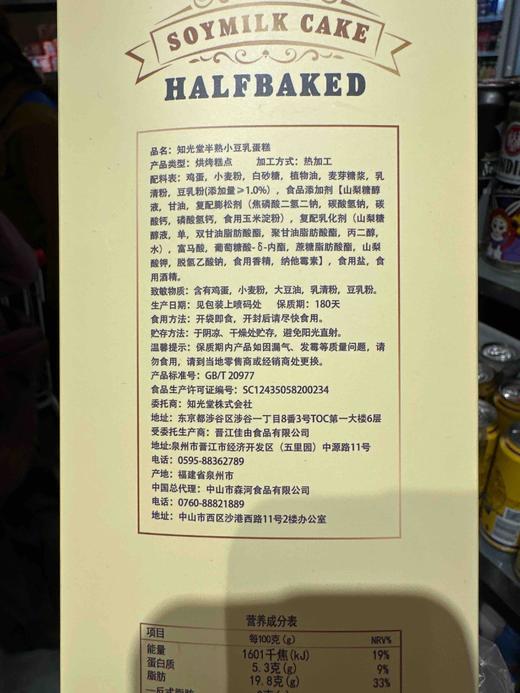 SOYMILK CAKE
HALFBAKED
品名：知光堂半熟小豆乳蛋糕
产品类型：烘烤糕点 加工方式：热加工
配料表：鸡蛋，小麦粉，白砂糖，植物油，麦芽糖浆，乳
清粉，豆乳粉(添加量≥1.0%)，食品添加剂【山梨糖醇
液，甘油，复配膨松剂（焦磷酸二氢二钠，碳酸氢钠，碳
酸钙，磷酸氢钙，食用玉米淀粉），复配乳化剂（山梨糖
醇液，单，双甘油脂肪酸酯，聚甘油脂肪酸酯，丙二醇，
水），富马酸，葡萄糖酸-δ-内酯，蔗糖脂肪酸酯，山梨
酸钾，脱氢乙酸钠，食用香精，纳他霉素】，食用盐，食
用酒精。
致敏物质：含有鸡蛋，小麦粉，大豆油，乳清粉，豆乳粉。
生产日期：见包装上喷码处 保质期：180天
食用方法：开袋即食，开封后请尽快食用。
贮存方法：于阴凉、干燥处贮存，避免阳光直射。
温馨提示：保质期内产品如因漏气、发霉等质量问题，请
勿食用，请到当地零售商或经销商处更换。
产品标准号：GB/T 20977
食品生产许可证编号：SC12435058200234
委托商：知光堂株式会社
地址：东京都涉谷区涉谷一丁目8番3号TOC第一大楼6层
受委托生产商：晋江佳由食品有限公司
地址:泉州市晋江市经济开发区（五里园）中源路11号
电话：0595-88362789
产地：福建省泉州市
中国总代理：中山市森河食品有限公司
电话：0760-88821889
地址：中山市西区沙港西路11号2楼办公室
营养成分表
项目 每100克(g) NRV%
能量 1601千焦(kJ) 19%
蛋白质 5.3克(g) 9%
脂肪 19.8克(g) 33%